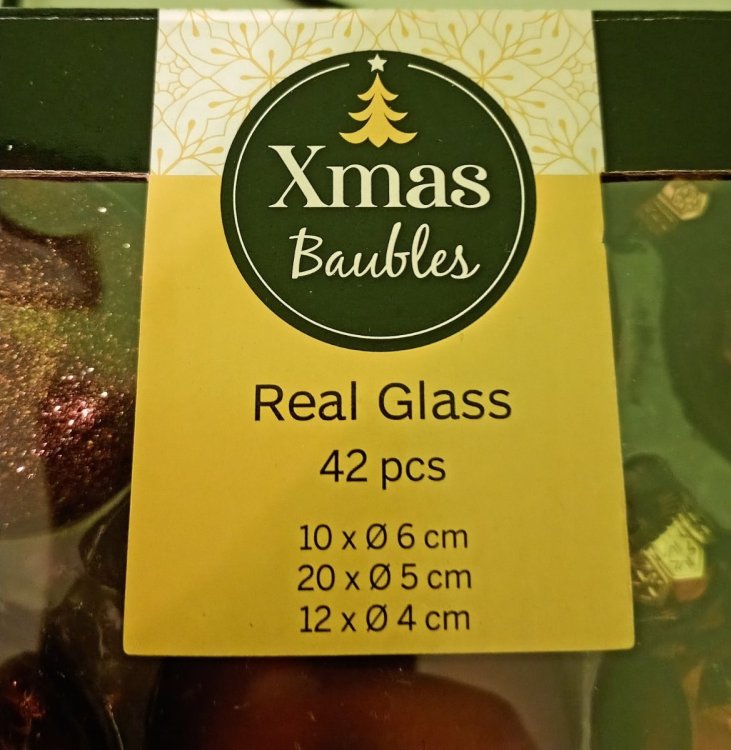 Xmas
Baubles
Real Glass
42 pcs
10 x Ø 6 cm
20 x Ø 5 cm
12 x Ø 4 cm